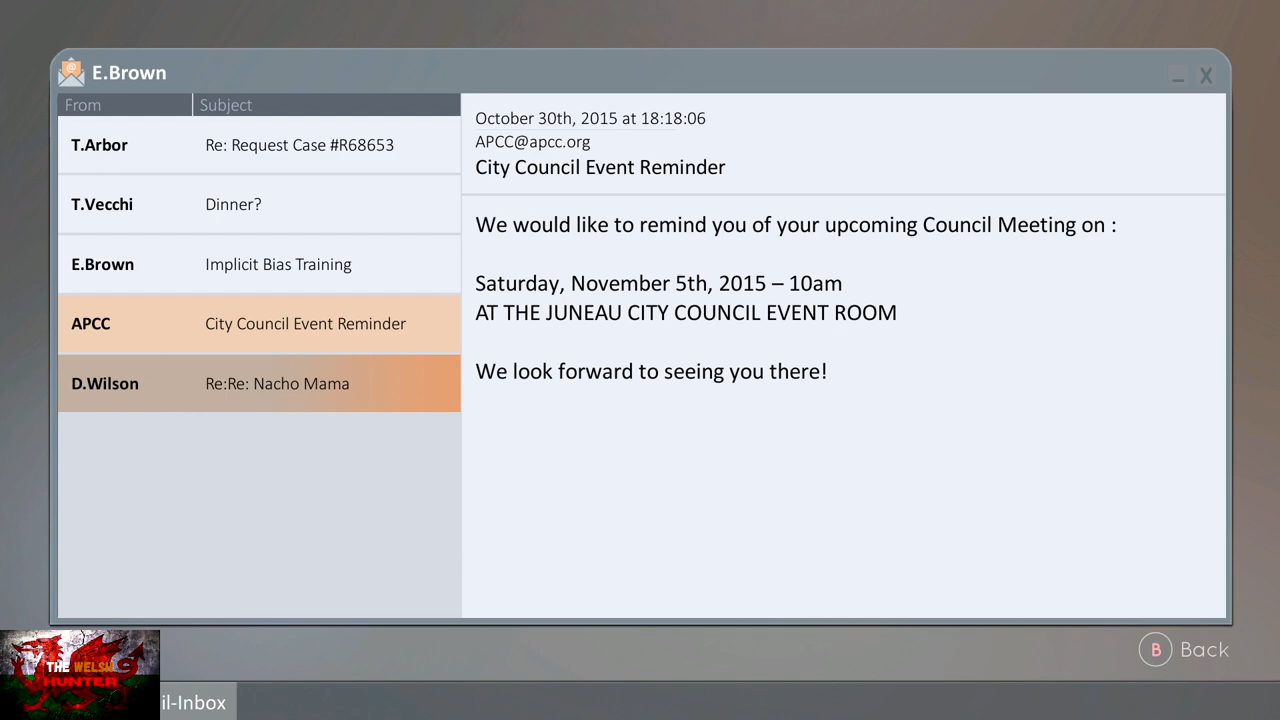 E.Brown
From Subject
T.Arbor Re: Request Case #R68653
T.Vecchi Dinner?
E.Brown Implicit Bias Training
APCC City Council Event Reminder
D.Wilson Re:Re: Nacho Mama
October 30th, 2015 at 18:18:06
APCC@apcc.org
City Council Event Reminder
We would like to remind you of your upcoming Council Meeting on :
Saturday, November 5th, 2015 – 10am
AT THE JUNEAU CITY COUNCIL EVENT ROOM
We look forward to seeing you there!
B Back
THE WELSH
HUNTER
il-Inbox